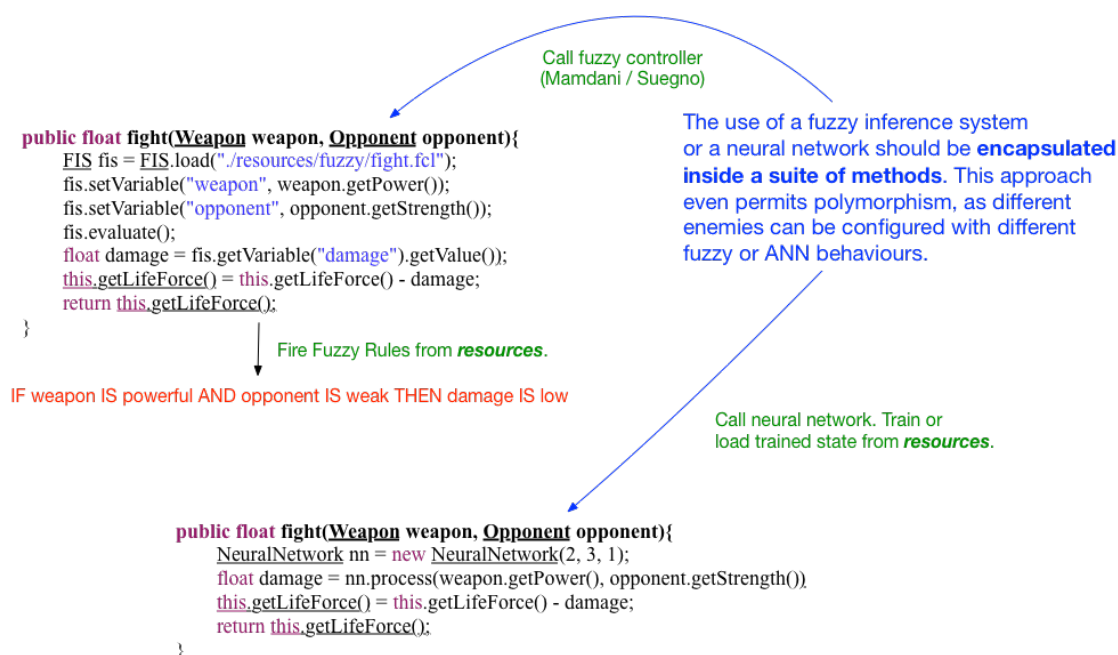 Call fuzzy controller
(Mamdani / Suegno)
public float fight(Weapon weapon, Opponent opponent){
FIS fis = FIS.load("./resources/fuzzy/fight.fcl");
fis.setVariable("weapon", weapon.getPower());
fis.setVariable("opponent", opponent.getStrength());
fis.evaluate();
float damage = fis.getVariable("damage").getValue());
this.getLifeForce() = this.getLifeForce() - damage;
return this.getLifeForce();
}
The use of a fuzzy inference system
or a neural network should be encapsulated
inside a suite of methods. This approach
even permits polymorphism, as different
enemies can be configured with different
fuzzy or ANN behaviours.
Fire Fuzzy Rules from resources.
IF weapon IS powerful AND opponent IS weak THEN damage IS low
Call neural network. Train or
load trained state from resources.
public float fight(Weapon weapon, Opponent opponent){
NeuralNetwork nn = new NeuralNetwork(2, 3, 1);
float damage = nn.process(weapon.getPower(), opponent.getStrength())
this.getLifeForce() = this.getLifeForce() - damage;
return this.getLifeForce();
}